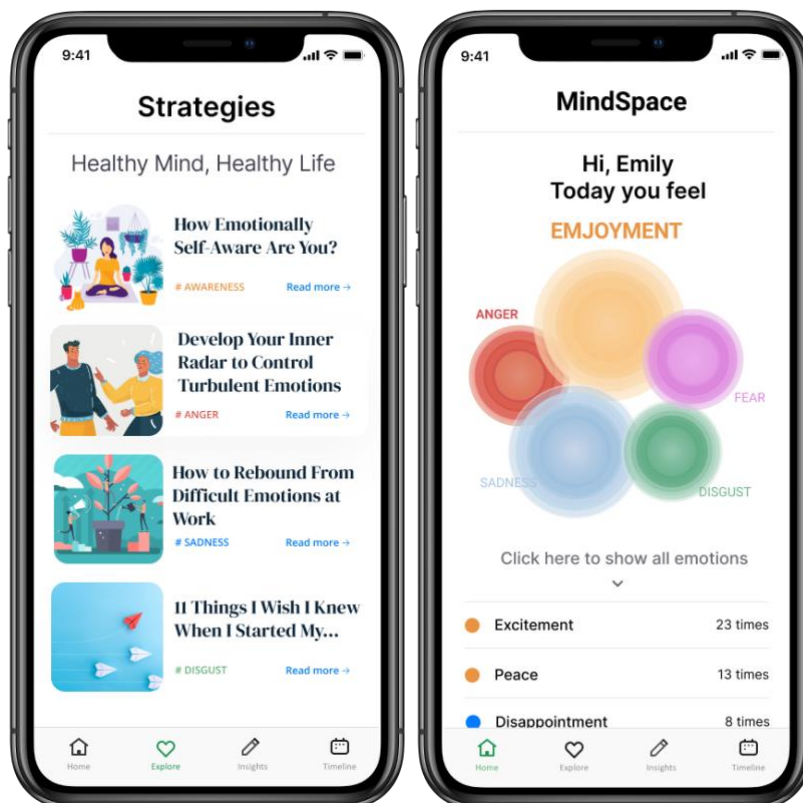 9:41
Strategies
Healthy Mind, Healthy Life
How Emotionally
Self-Aware Are You?
# AWARENESS Read more →
Develop Your Inner
Radar to Control
Turbulent Emotions
# ANGER Read more →
How to Rebound From
Difficult Emotions at
Work
# SADNESS Read more →
11 Things I Wish I Knew
When I Started My...
# DISGUST Read more →
Home Explore Insights Timeline
9:41
MindSpace
Hi, Emily
Today you feel
EMJOYMENT
ANGER
FEAR
SADNESS
DISGUST
Click here to show all emotions
Excitement 23 times
Peace 13 times
Disappointment 8 times
Home Explore Insights Timeline